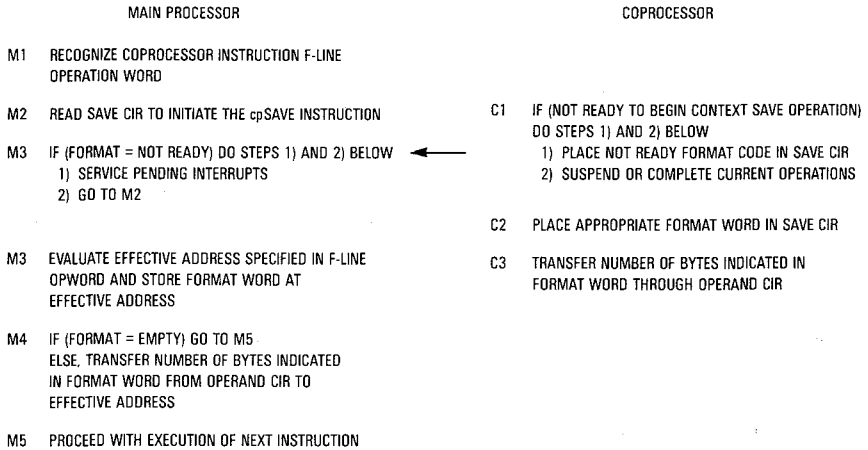 MAIN PROCESSOR
M1 RECOGNIZE COPROCESSOR INSTRUCTION F-LINE
OPERATION WORD
M2 READ SAVE CIR TO INITIATE THE cpSAVE INSTRUCTION
M3 IF (FORMAT = NOT READY) DO STEPS 1) AND 2) BELOW
1) SERVICE PENDING INTERRUPTS
2) GO TO M2
M3 EVALUATE EFFECTIVE ADDRESS SPECIFIED IN F-LINE
OPWORD AND STORE FORMAT WORD AT
EFFECTIVE ADDRESS
M4 IF (FORMAT = EMPTY) GO TO M5
ELSE, TRANSFER NUMBER OF BYTES INDICATED
IN FORMAT WORD FROM OPERAND CIR TO
EFFECTIVE ADDRESS
M5 PROCEED WITH EXECUTION OF NEXT INSTRUCTION
COPROCESSOR
C1 IF (NOT READY TO BEGIN CONTEXT SAVE OPERATION)
DO STEPS 1) AND 2) BELOW
1) PLACE NOT READY FORMAT CODE IN SAVE CIR
2) SUSPEND OR COMPLETE CURRENT OPERATIONS
C2 PLACE APPROPRIATE FORMAT WORD IN SAVE CIR
C3 TRANSFER NUMBER OF BYTES INDICATED IN
FORMAT WORD THROUGH OPERAND CIR